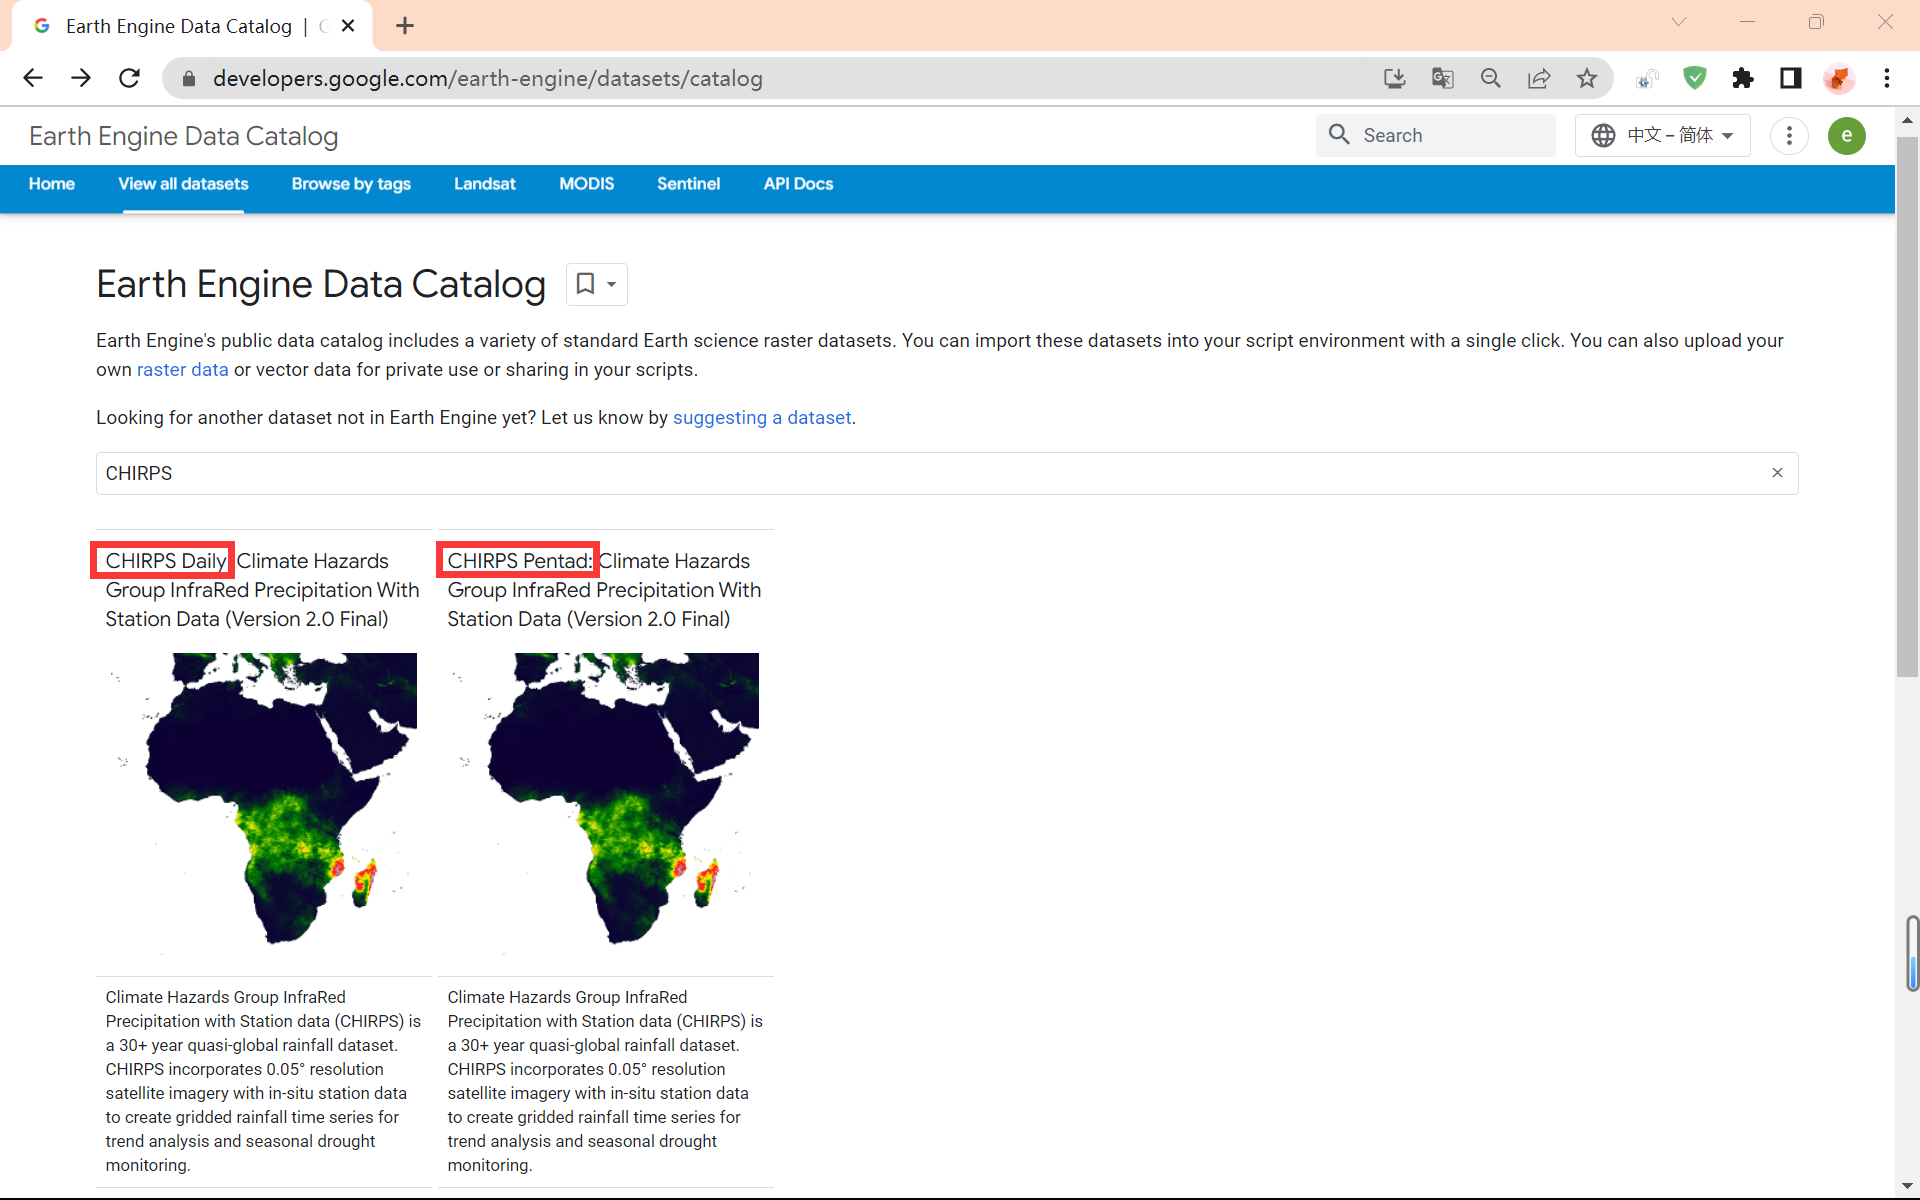 Earth Engine Data Catalog |
developers.google.com/earth-engine/datasets/catalog
Earth Engine Data Catalog
Search
中文 – 简体
e
Home
View all datasets
Browse by tags
Landsat
MODIS
Sentinel
API Docs
Earth Engine Data Catalog
Earth Engine's public data catalog includes a variety of standard Earth science raster datasets. You can import these datasets into your script environment with a single click. You can also upload your
own raster data or vector data for private use or sharing in your scripts.
Looking for another dataset not in Earth Engine yet? Let us know by suggesting a dataset.
CHIRPS
CHIRPS Daily: Climate Hazards
Group InfraRed Precipitation With
Station Data (Version 2.0 Final)
Climate Hazards Group InfraRed
Precipitation with Station data (CHIRPS) is
a 30+ year quasi-global rainfall dataset.
CHIRPS incorporates 0.05° resolution
satellite imagery with in-situ station data
to create gridded rainfall time series for
trend analysis and seasonal drought
monitoring.
CHIRPS Pentad: Climate Hazards
Group InfraRed Precipitation With
Station Data (Version 2.0 Final)
Climate Hazards Group InfraRed
Precipitation with Station data (CHIRPS) is
a 30+ year quasi-global rainfall dataset.
CHIRPS incorporates 0.05° resolution
satellite imagery with in-situ station data
to create gridded rainfall time series for
trend analysis and seasonal drought
monitoring.